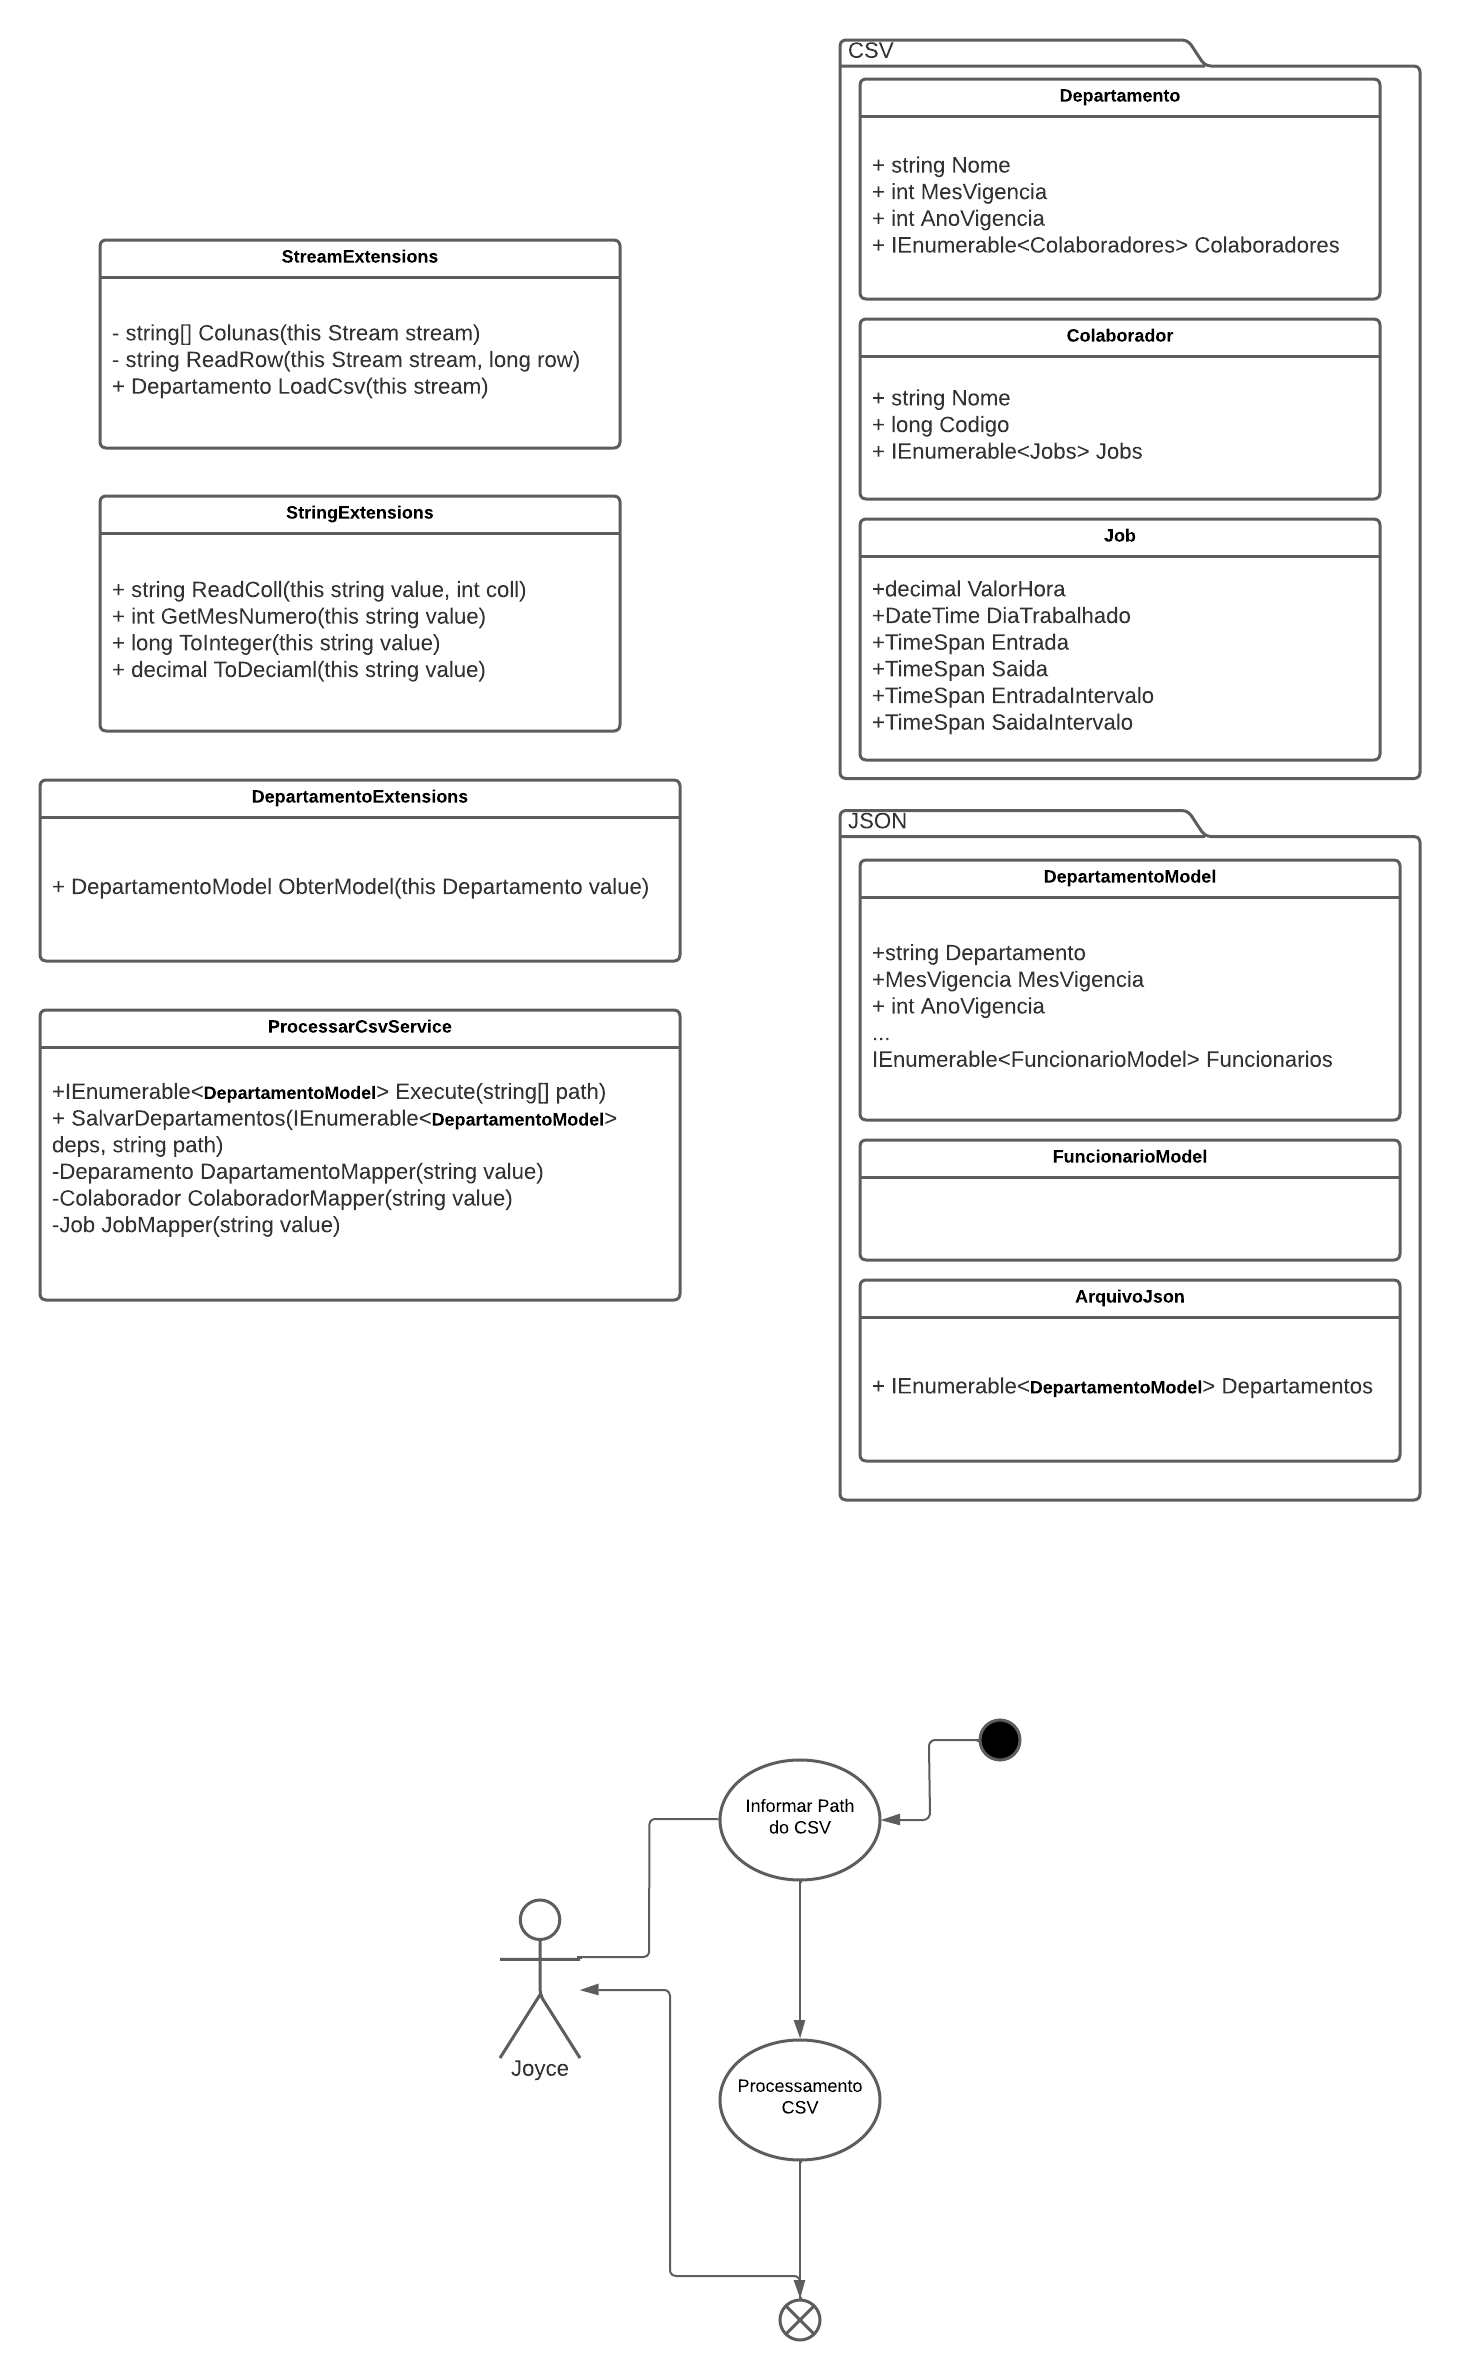 StreamExtensions
- string[] Colunas(this Stream stream)
- string ReadRow(this Stream stream, long row)
+ Departamento LoadCsv(this stream)
StringExtensions
+ string ReadColl(this string value, int coll)
+ int GetMesNumero(this string value)
+ long ToInteger(this string value)
+ decimal ToDeciaml(this string value)
DepartamentoExtensions
+ DepartamentoModel ObterModel(this Departamento value)
ProcessarCsvService
+IEnumerable<DepartamentoModel> Execute(string[] path)
+ SalvarDepartamentos(IEnumerable<DepartamentoModel>
deps, string path)
-Deparamento DapartamentoMapper(string value)
-Colaborador ColaboradorMapper(string value)
-Job JobMapper(string value)
CSV
Departamento
+ string Nome
+ int MesVigencia
+ int AnoVigencia
+ IEnumerable<Colaboradores> Colaboradores
Colaborador
+ string Nome
+ long Codigo
+ IEnumerable<Jobs> Jobs
Job
+decimal ValorHora
+DateTime DiaTrabalhado
+TimeSpan Entrada
+TimeSpan Saida
+TimeSpan EntradaIntervalo
+TimeSpan SaidaIntervalo
JSON
DepartamentoModel
+string Departamento
+MesVigencia MesVigencia
+ int AnoVigencia
...
IEnumerable<FuncionarioModel> Funcionarios
FuncionarioModel
ArquivoJson
+ IEnumerable<DepartamentoModel> Departamentos
Informar Path
do CSV
Joyce
Processamento
CSV